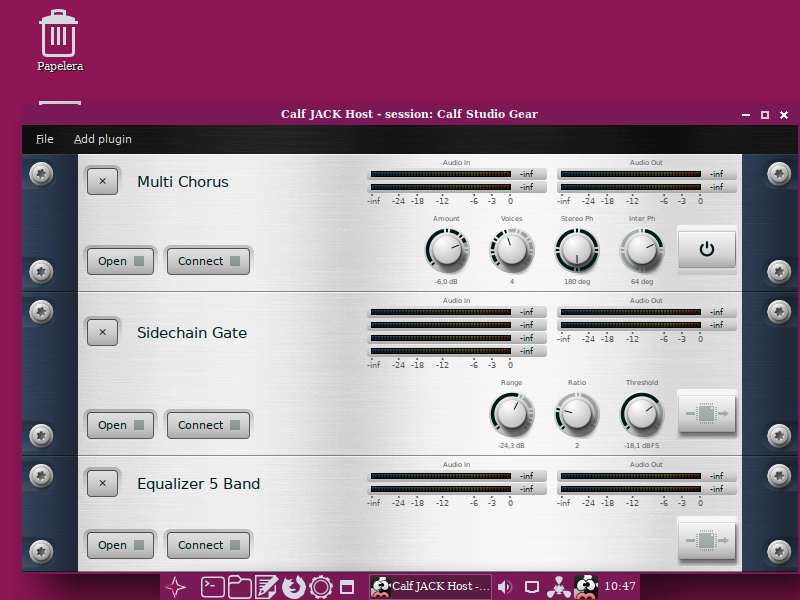 Papelera
Calf JACK Host - session: Calf Studio Gear
File Add plugin
Multi Chorus
Audio In Audio Out
-inf -inf
-inf -inf
-inf -24 -18 -12 -6 -3 0 -inf -24 -18 -12 -6 -3 0
Amount Voices Stereo Ph Inter Ph
-6,0 dB 4 180 deg 64 deg
Open Connect
Sidechain Gate
Audio In Audio Out
-inf -inf
-inf -inf
-inf
-inf
-inf -24 -18 -12 -6 -3 0
-inf -24 -18 -12 -6 -3 0
Range Ratio Threshold
-24,3 dB 2 -18,1 dBFS
Open Connect
Equalizer 5 Band
Audio In Audio Out
-inf -inf
-inf -inf
-inf -24 -18 -12 -6 -3 0 -inf -24 -18 -12 -6 -3 0
Open Connect
Calf JACK Host -... 10:47